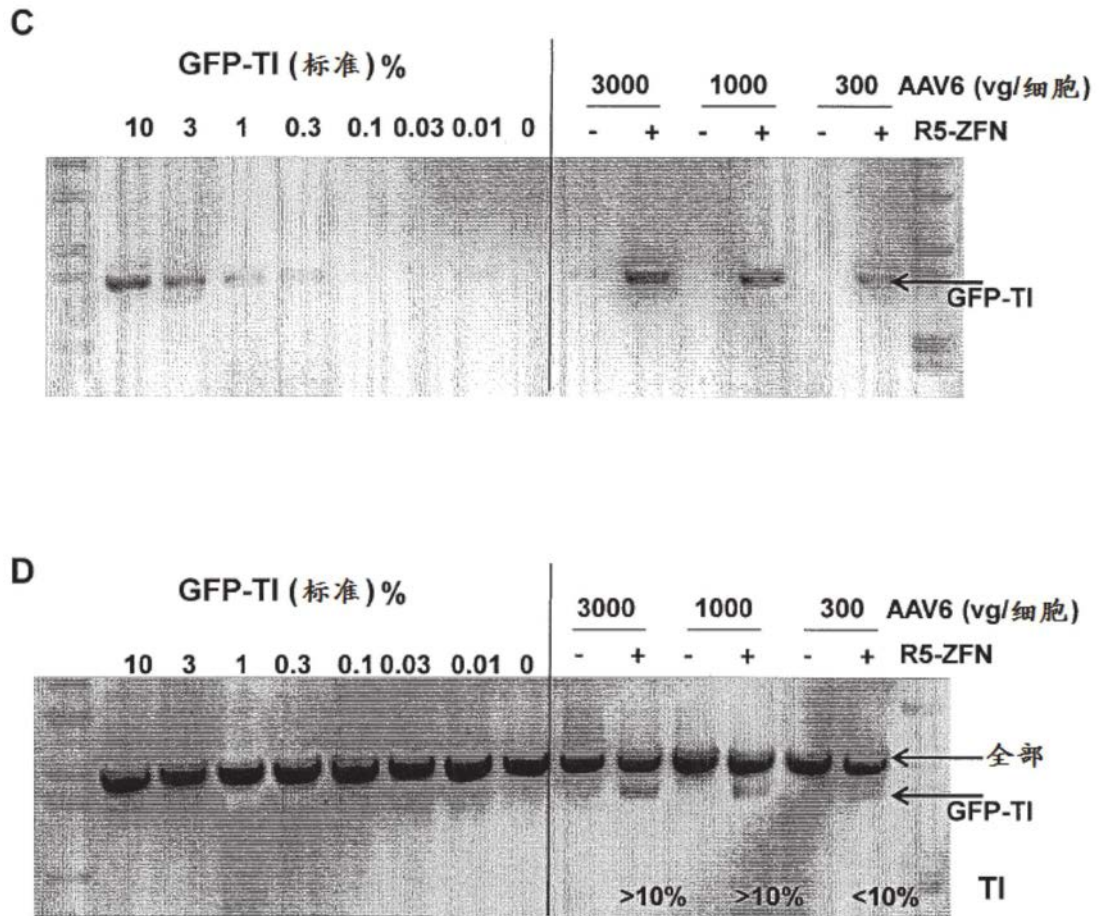 C
GFP-TI (标准) %
3000 1000 300 AAV6 (vg/细胞)
10 3 1 0.3 0.1 0.03 0.01 0 - + - + - + R5-ZFN
GFP-TI
D
GFP-TI (标准) %
3000 1000 300 AAV6 (vg/细胞)
10 3 1 0.3 0.1 0.03 0.01 0 - + - + - + R5-ZFN
全部
GFP-TI
>10% >10% <10% TI